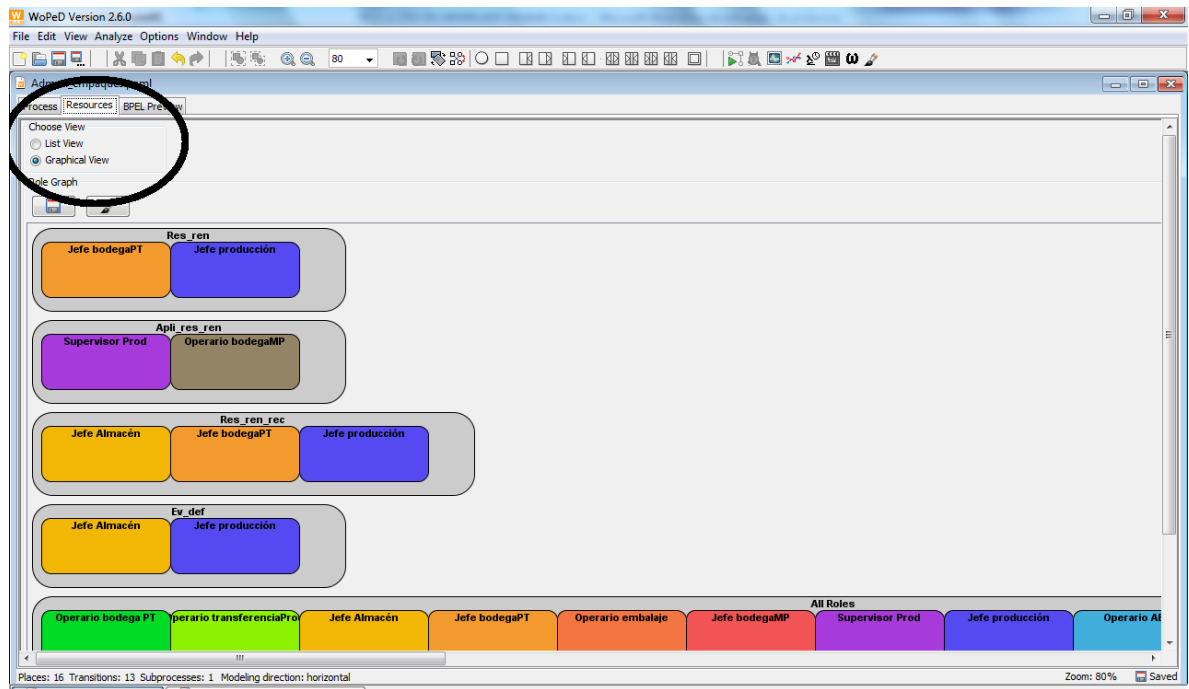 WoPeD Version 2.6.0
File Edit View Analyze Options Window Help
80
Process Resources BPEL Preview
Choose View
List View
Graphical View
Role Graph
Res_ren
Jefe bodegaPT Jefe producción
Apli_res_ren
Supervisor Prod Operario bodegaMP
Res_ren_rec
Jefe Almacén Jefe bodegaPT Jefe producción
Ev_def
Jefe Almacén Jefe producción
All Roles
Operario bodega PT perario transferenciaPro Jefe Almacén Jefe bodegaPT Operario embalaje Jefe bodegaMP Supervisor Prod Jefe producción Operario
Places: 16 Transitions: 13 Subprocesses: 1 Modeling direction: horizontal Zoom: 80% Saved